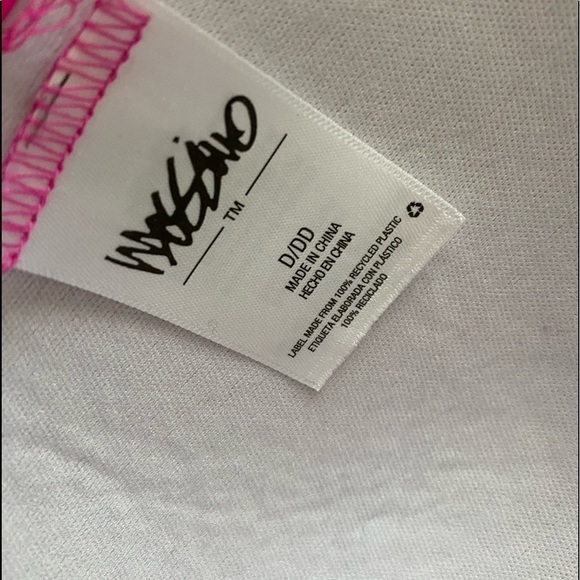 mossimo
TM
D/DD
MADE IN CHINA
HECHO EN CHINA
LABEL MADE FROM 100% RECYCLED PLASTIC
ETIQUETA ELABORADA CON PLÁSTICO
100% RECICLADO